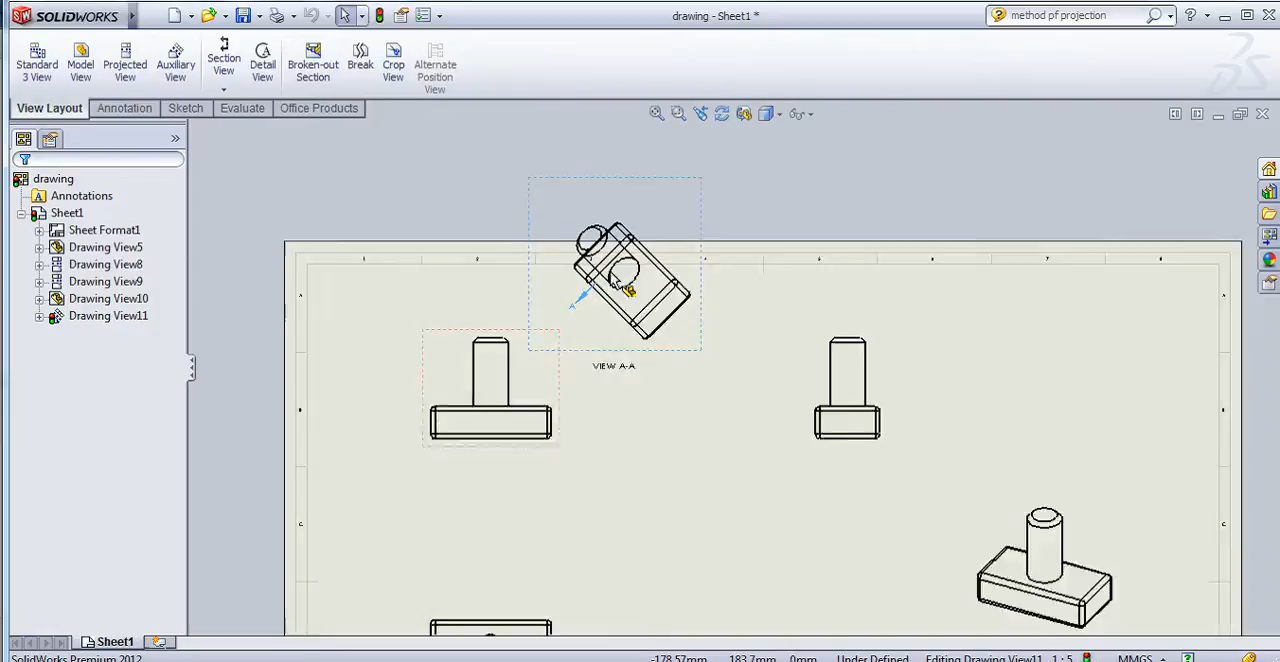 SOLIDWORKS
drawing - Sheet1 *
method pf projection
Standard 3 View
Model View
Projected View
Auxiliary View
Section View
Detail View
Broken-out Section
Break
Crop View
Alternate Position View
View Layout
Annotation
Sketch
Evaluate
Office Products
drawing
Annotations
Sheet1
Sheet Format1
Drawing View5
Drawing View8
Drawing View9
Drawing View10
Drawing View11
A
VIEW A-A
Sheet1
SolidWorks Premium 2012
-178.57mm 183.7mm 0mm Under Defined Editing Drawing View11 1 : 5 MMGS